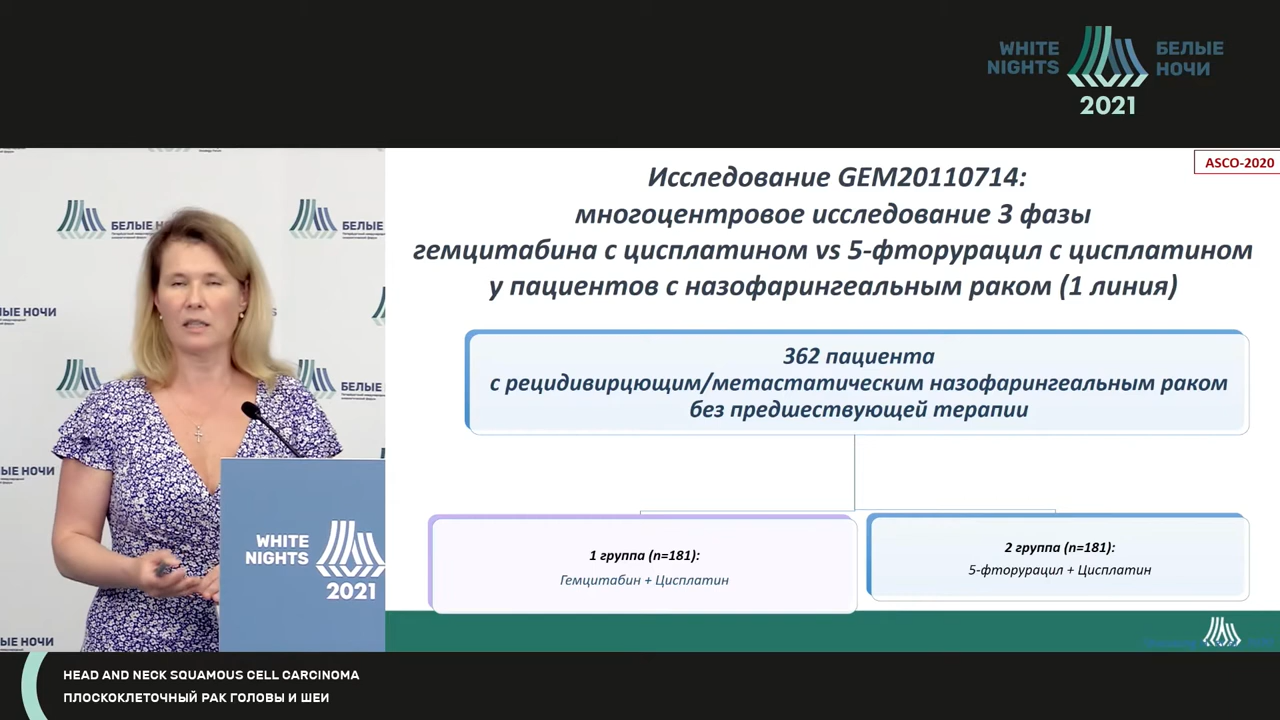 WHITE
NIGHTS
БЕЛЫЕ
НОЧИ
2021
ASCO-2020
Исследование GEM20110714:
многоцентровое исследование 3 фазы
гемцитабина с цисплатином vs 5-фторурацил с цисплатином
у пациентов с назофарингеальным раком (1 линия)
362 пациента
с рецидивирцющим/метастатическим назофарингеальным раком
без предшествующей терапии
1 группа (n=181):
Гемцитабин + Цисплатин
2 группа (n=181):
5-фторурацил + Цисплатин
БЕЛЫЕ
БЕЛЫЕ
ЫЕ НОЧИ
БЕЛЫЕ
БЕЛЫЕ
ЫЕ НОЧИ
ЫЕ НОЧИ
WHITE
NIGHTS
2021
HEAD AND NECK SQUAMOUS CELL CARCINOMA
ПЛОСКОКЛЕТОЧНЫЙ РАК ГОЛОВЫ И ШЕИ